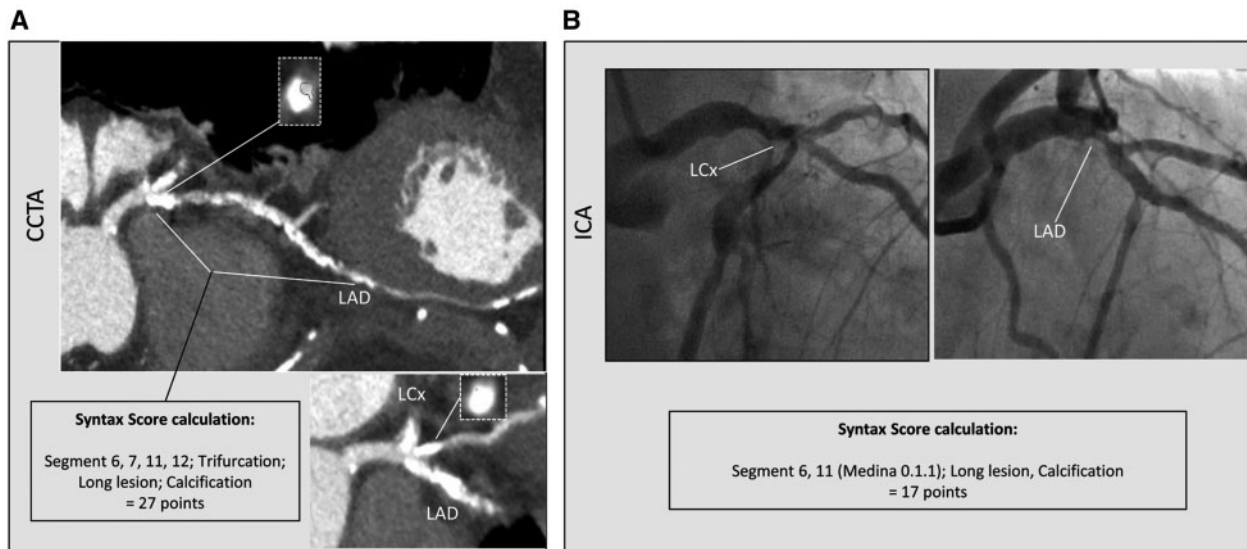 A
B
CCTA
LAD
LCx
LAD
Syntax Score calculation:
Segment 6, 7, 11, 12; Trifurcation;
Long lesion; Calcification
= 27 points
ICA
LCx
LAD
Syntax Score calculation:
Segment 6, 11 (Medina 0.1.1); Long lesion, Calcification
= 17 points